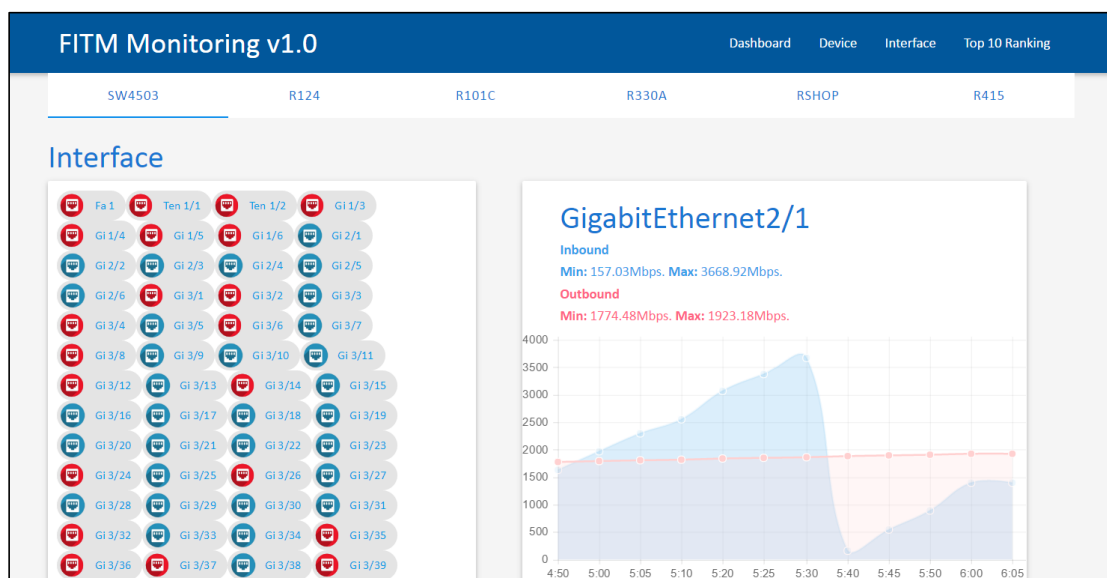 FITM Monitoring v1.0
Dashboard Device Interface Top 10 Ranking
SW4503 R124 R101C R330A RSHOP R415
Interface
Fa 1 Ten 1/1 Ten 1/2 Gi 1/3
Gi 1/4 Gi 1/5 Gi 1/6 Gi 2/1
Gi 2/2 Gi 2/3 Gi 2/4 Gi 2/5
Gi 2/6 Gi 3/1 Gi 3/2 Gi 3/3
Gi 3/4 Gi 3/5 Gi 3/6 Gi 3/7
Gi 3/8 Gi 3/9 Gi 3/10 Gi 3/11
Gi 3/12 Gi 3/13 Gi 3/14 Gi 3/15
Gi 3/16 Gi 3/17 Gi 3/18 Gi 3/19
Gi 3/20 Gi 3/21 Gi 3/22 Gi 3/23
Gi 3/24 Gi 3/25 Gi 3/26 Gi 3/27
Gi 3/28 Gi 3/29 Gi 3/30 Gi 3/31
Gi 3/32 Gi 3/33 Gi 3/34 Gi 3/35
Gi 3/36 Gi 3/37 Gi 3/38 Gi 3/39
GigabitEthernet2/1
Inbound
Min: 157.03Mbps. Max: 3668.92Mbps.
Outbound
Min: 1774.48Mbps. Max: 1923.18Mbps.
4000
3500
3000
2500
2000
1500
1000
500
0
4:50 5:00 5:05 5:10 5:20 5:25 5:30 5:40 5:45 5:50 6:00 6:05